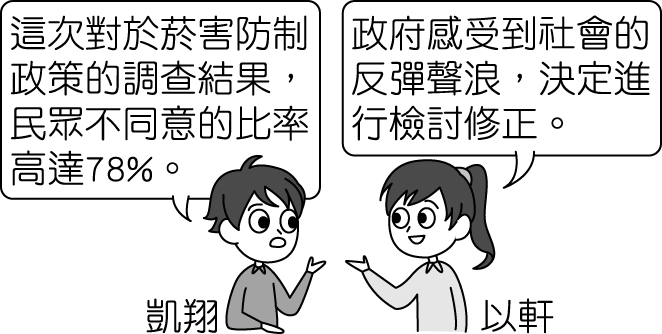 這次對於菸害防制
政策的調查結果，
民眾不同意的比率
高達78%。
政府感受到社會的
反彈聲浪，決定進
行檢討修正。
凱翔
以軒